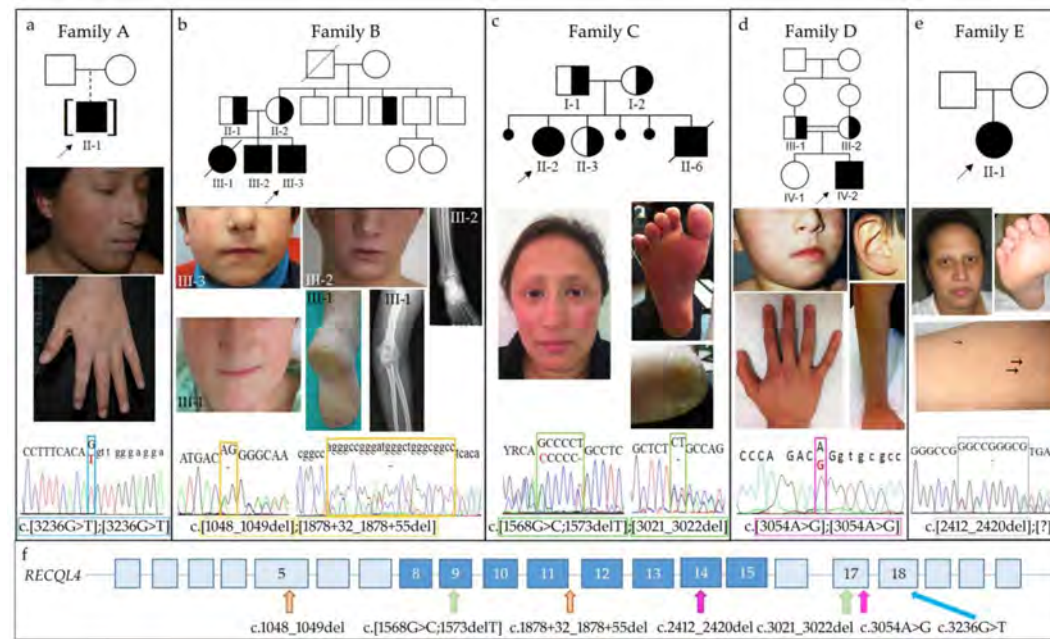 a
Family A
II-1
CCTTTCACA G gtt gggagga
T
c.[3236G>T];[3236G>T]
b
Family B
II-1
II-2
III-1
III-2
III-3
III-3
III-2
III-2
III-1
III-1
III-1
ATGAC AG GGGCAA
-
cggcc agggccgggatgggctgggcggcc tcaca
-
c.[1048_1049del];[1878+32_1878+55del]
c
Family C
I-1
I-2
II-2
II-3
II-6
YRCA GCCCCT GCCTC
CCCCC-
GCTCT CT GCCAG
-
c.[1568G>C;1573delT];[3021_3022del]
d
Family D
III-1
III-2
IV-1
IV-2
CCCA GAC A Ggtgcgcc
G
c.[3054A>G];[3054A>G]
e
Family E
II-1
GGGCCG GGCCGGGCG TGA
-
c.[2412_2420del];[?]
f
RECQL4
5
8
9
10
11
12
13
14
15
17
18
c.1048_1049del
c.[1568G>C;1573delT]
c.1878+32_1878+55del
c.2412_2420del
c.3021_3022del
c.3054A>G
c.3236G>T